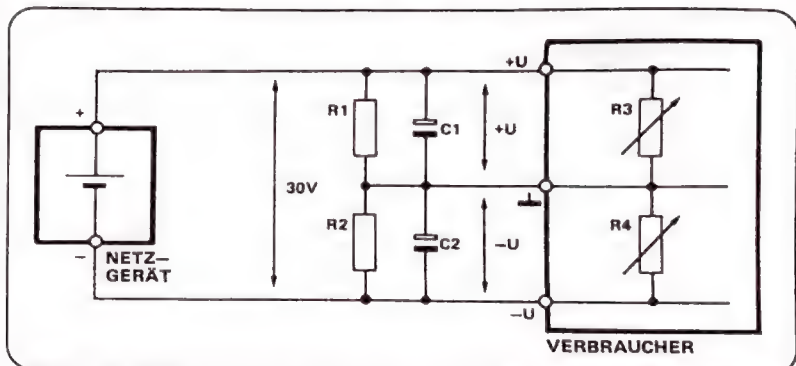 +U
+
R1
C1
+U
R3
30V
R2
C2
−U
R4
−
NETZ–
GERÄT
−U
VERBRAUCHER